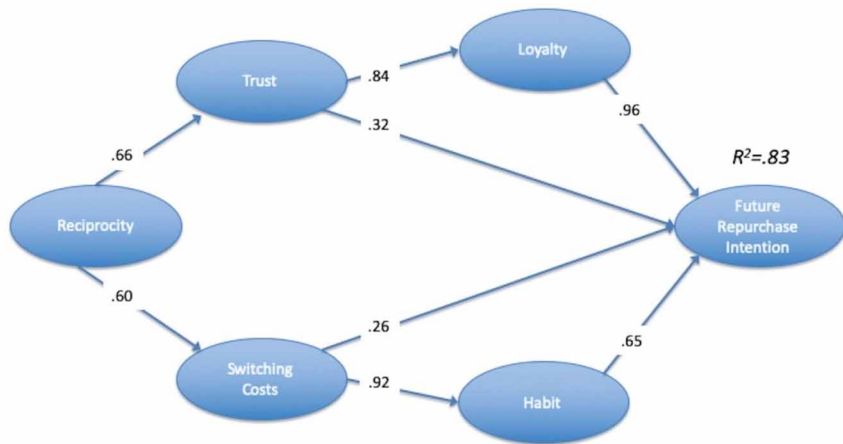 Loyalty
Trust
.84
.32
.96
R²=.83
.66
Reciprocity
Future
Repurchase
Intention
.60
.26
.65
Switching
Costs
.92
Habit